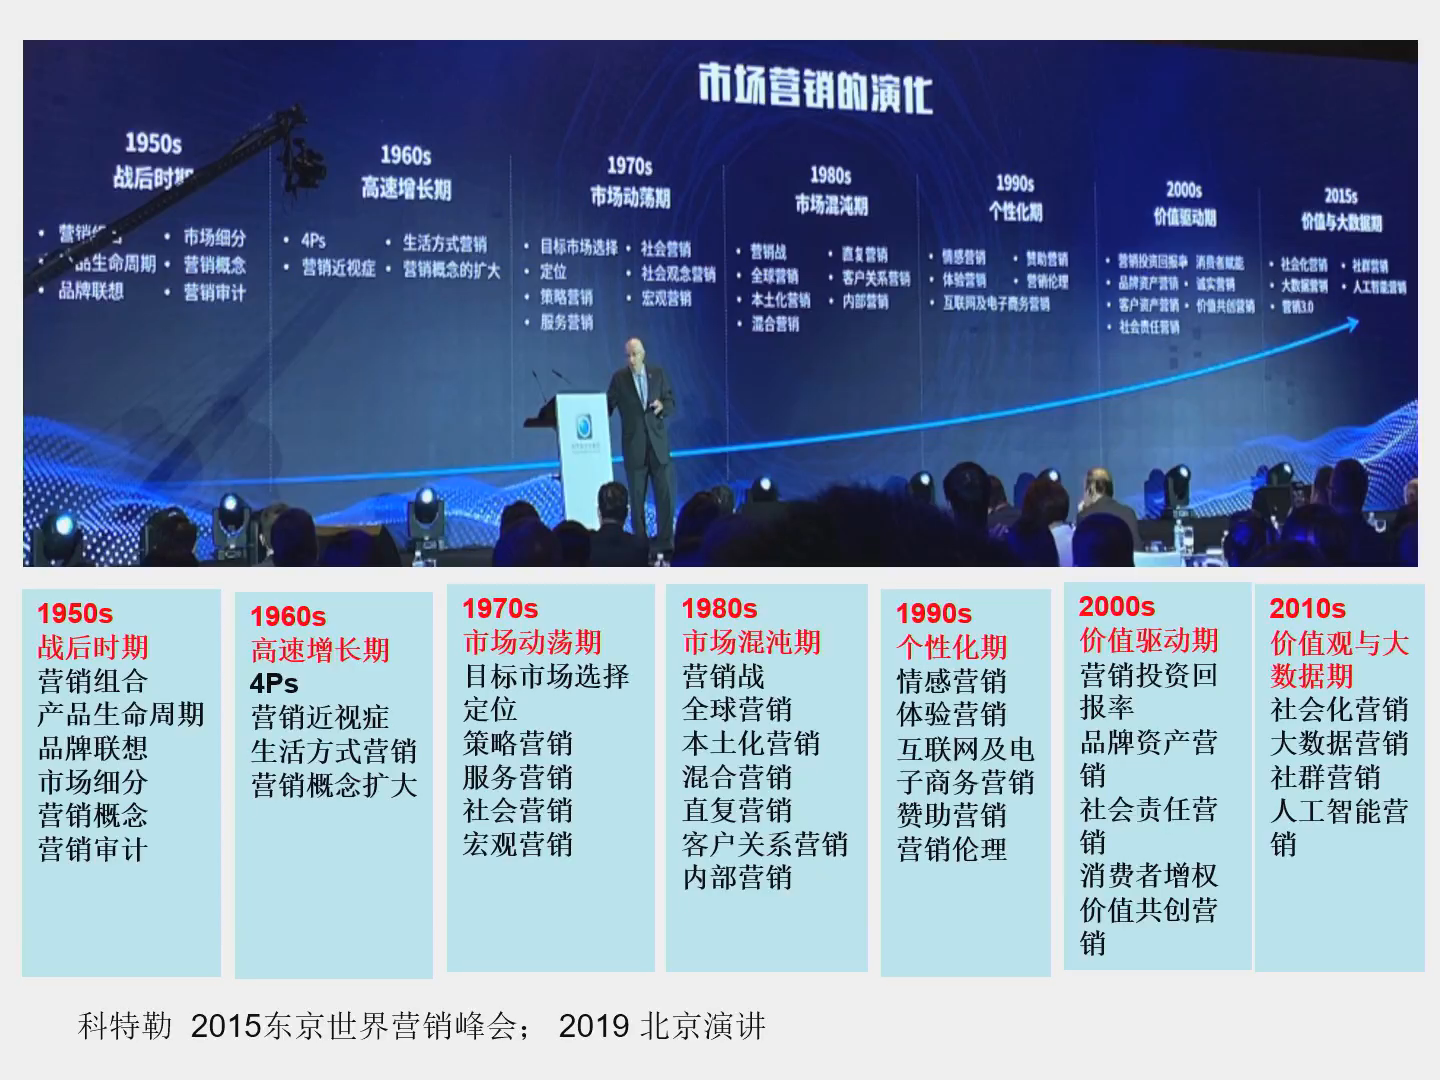 市场营销的演化
1950s
战后时期
营销组合
品生命周期
品牌联想
市场细分
营销概念
营销审计
1960s
高速增长期
4Ps
营销近视症
生活方式营销
营销概念的扩大
1970s
市场动荡期
目标市场选择
定位
策略营销
服务营销
社会营销
社会观念营销
宏观营销
1980s
市场混沌期
营销战
全球营销
本土化营销
混合营销
直复营销
客户关系营销
内部营销
1990s
个性化期
情感营销
体验营销
互联网及电子商务营销
赞助营销
营销伦理
2000s
价值驱动期
营销投资回报率
品牌资产营销
客户资产营销
社会责任营销
消费者赋能
诚实营销
价值共创营销
2015s
价值与大数据期
社会化营销
大数据营销
营销3.0
社群营销
人工智能营销
1950s
战后时期
营销组合
产品生命周期
品牌联想
市场细分
营销概念
营销审计
1960s
高速增长期
4Ps
营销近视症
生活方式营销
营销概念扩大
1970s
市场动荡期
目标市场选择
定位
策略营销
服务营销
社会营销
宏观营销
1980s
市场混沌期
营销战
全球营销
本土化营销
混合营销
直复营销
客户关系营销
内部营销
1990s
个性化期
情感营销
体验营销
互联网及电
子商务营销
赞助营销
营销伦理
2000s
价值驱动期
营销投资回
报率
品牌资产营
销
社会责任营
销
消费者增权
价值共创营
销
2010s
价值观与大
数据期
社会化营销
大数据营销
社群营销
人工智能营
销
科特勒 2015东京世界营销峰会； 2019 北京演讲